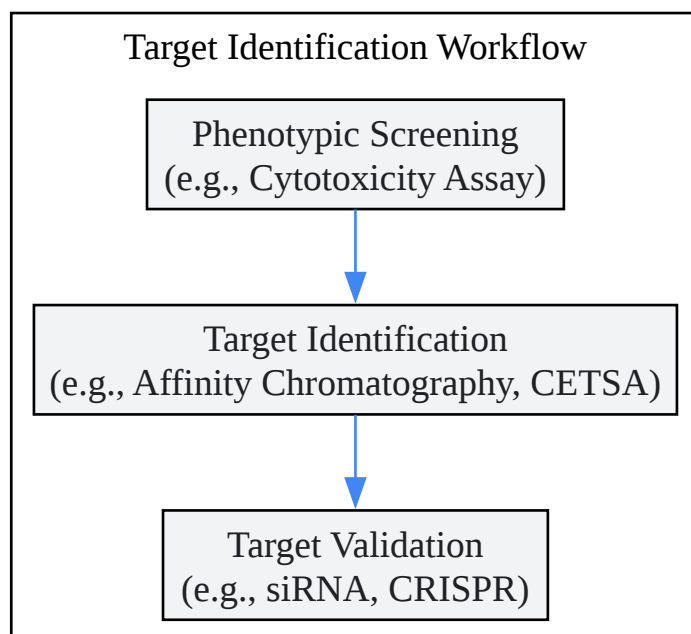 Target Identification Workflow
Phenotypic Screening
(e.g., Cytotoxicity Assay)
Target Identification
(e.g., Affinity Chromatography, CETSA)
Target Validation
(e.g., siRNA, CRISPR)